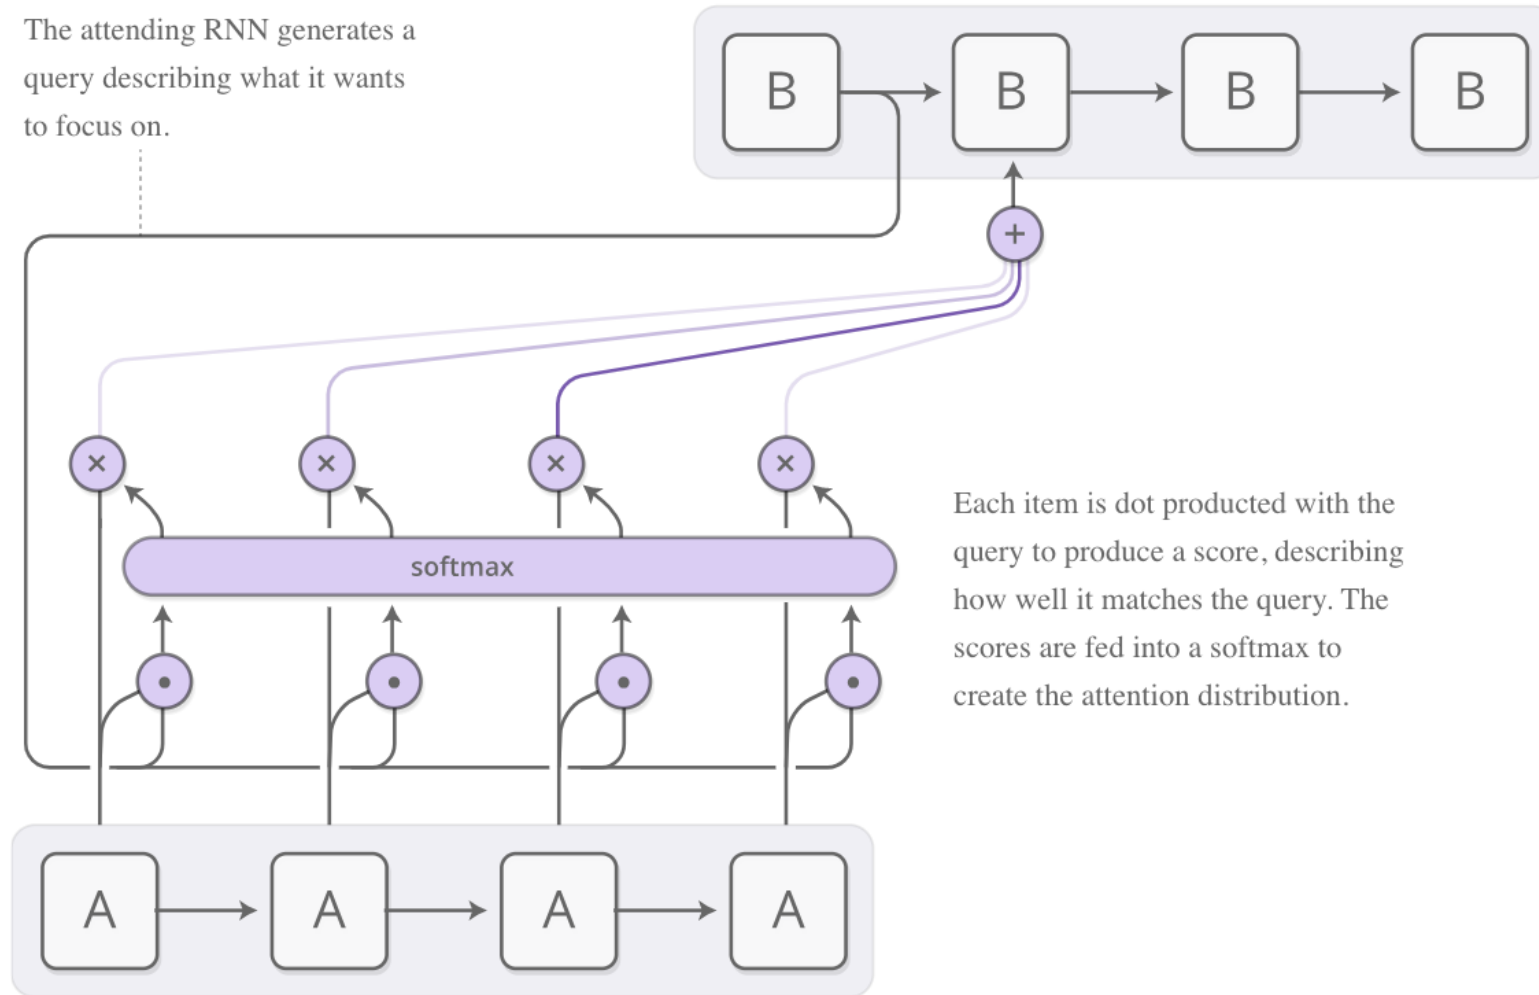 The attending RNN generates a
query describing what it wants
to focus on.
B B B B
+
× × × ×
softmax
Each item is dot producted with the
query to produce a score, describing
how well it matches the query. The
scores are fed into a softmax to
create the attention distribution.
A A A A